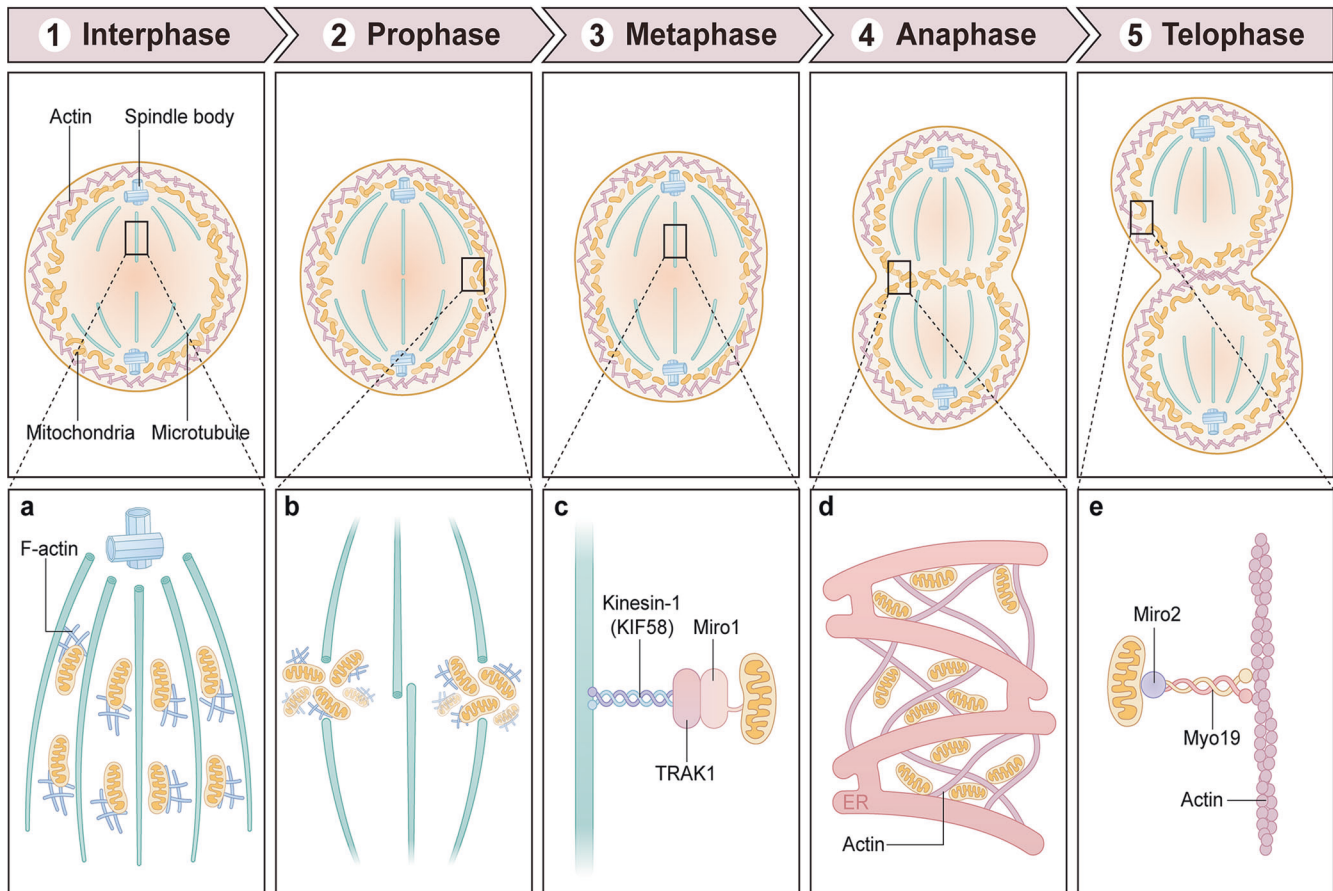 1 Interphase
2 Prophase
3 Metaphase
4 Anaphase
5 Telophase
Actin
Spindle body
Mitochondria
Microtubule
a
F-actin
b
c
Kinesin-1
(KIF58)
Miro1
TRAK1
d
ER
Actin
e
Miro2
Myo19
Actin